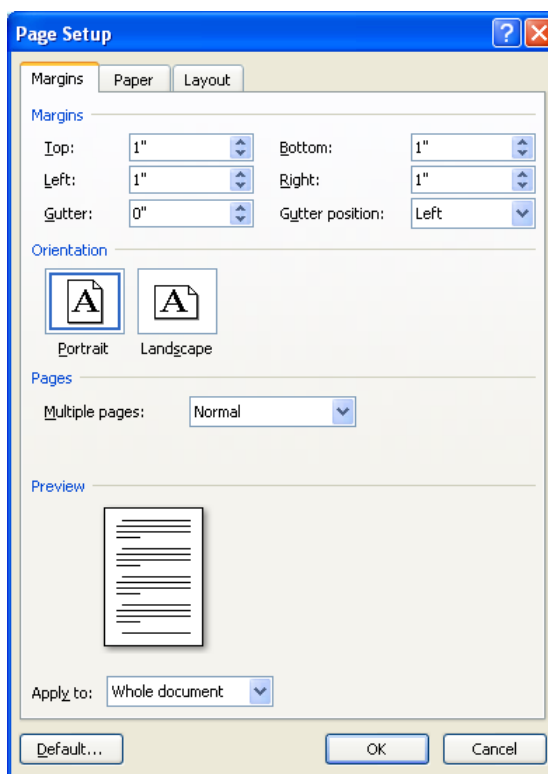 Page Setup
Margins Paper Layout
Margins
Top: 1" Bottom: 1"
Left: 1" Right: 1"
Gutter: 0" Gutter position: Left
Orientation
A A
Portrait Landscape
Pages
Multiple pages: Normal
Preview
Apply to: Whole document
Default... OK Cancel